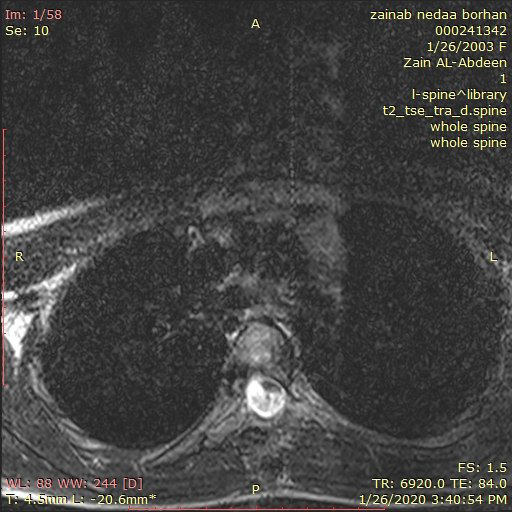 Im: 1/58
Se: 10
A
zainab nedaa borhan
000241342
1/26/2003 F
Zain AL-Abdeen
1
l-spine^library
t2_tse_tra_d.spine
whole spine
whole spine
R
L
WL: 88 WW: 244 [D]
T: 4.5mm L: -20.6mm*
P
FS: 1.5
TR: 6920.0 TE: 84.0
1/26/2020 3:40:54 PM